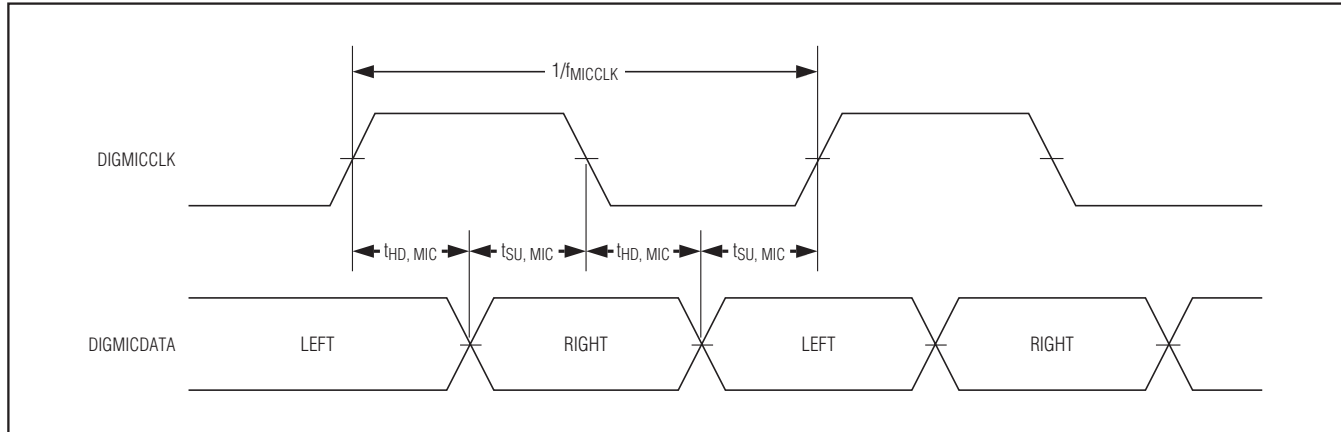 1/fMICCLK
DIGMICCLK
tHD, MIC tSU, MIC tHD, MIC tSU, MIC
DIGMICDATA LEFT RIGHT LEFT RIGHT